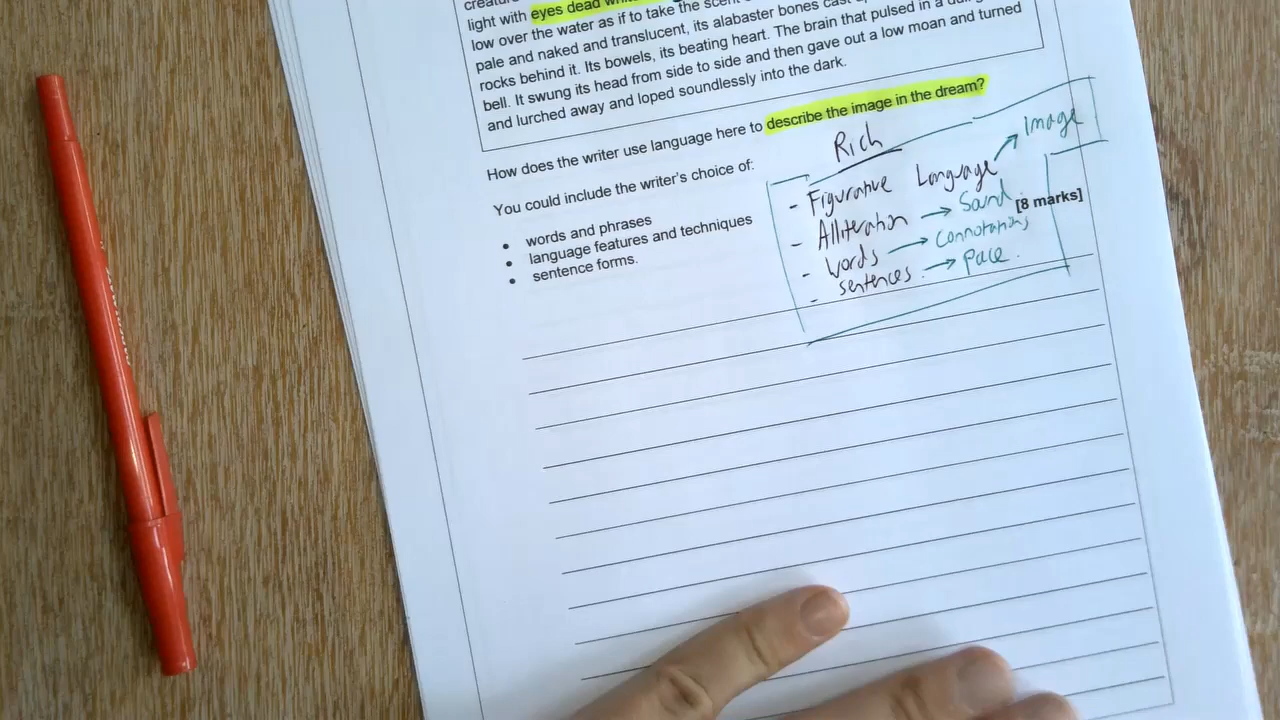 creature
light with eyes dead white
low over the water as if to take the scent
pale and naked and translucent, its alabaster bones cast
rocks behind it. Its bowels, its beating heart. The brain that pulsed in a dull
bell. It swung its head from side to side and then gave out a low moan and turned
and lurched away and loped soundlessly into the dark.
How does the writer use language here to describe the image in the dream?
You could include the writer's choice of:
• words and phrases
• language features and techniques
• sentence forms.
Rich
- Figurative Language → Image
- Alliteration → Sound
[8 marks]
- Words → Connotations
- sentences → pace.